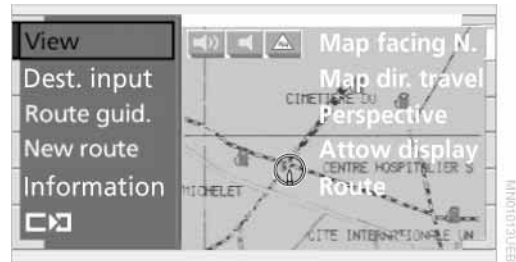 View
Dest. input
Route guid.
New route
Information
Map facing N.
Map dir. travel
Perspective
Attow display
Route
CIMETIERE DU
CENTRE HOSPITALIER S
MICHELET
CITE INTERNATIONALE UN
MN01013UEB